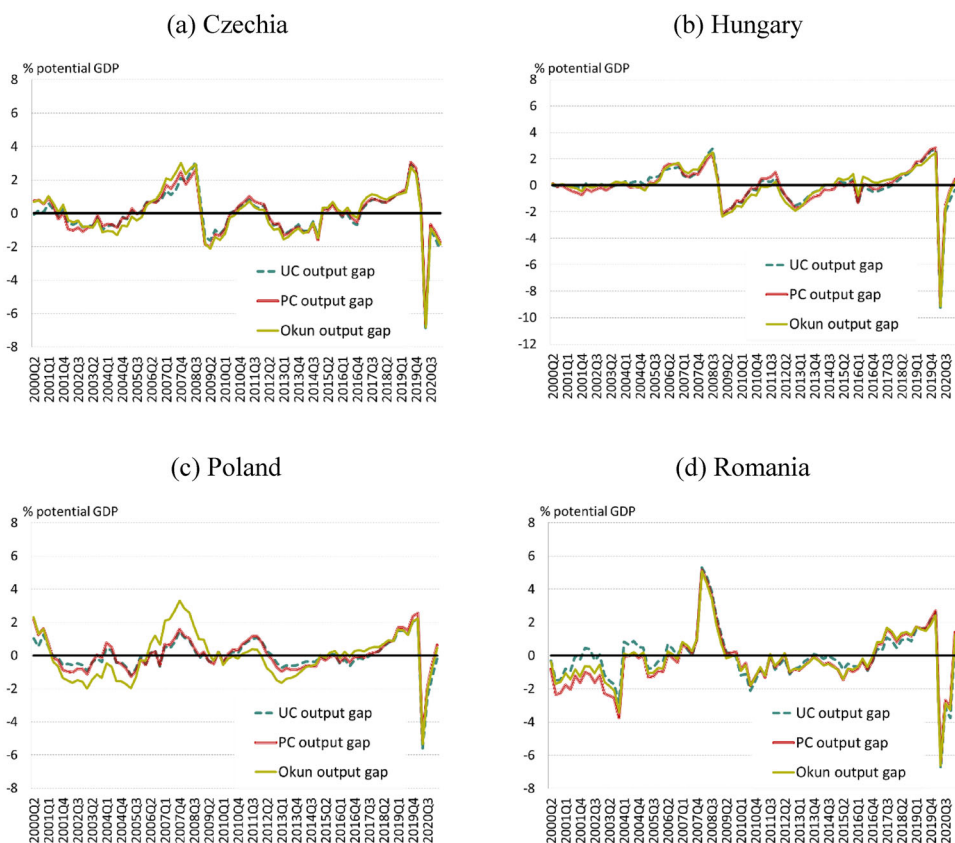 (a) Czechia
% potential GDP
8
6
4
2
0
-2
-4
-6
-8
UC output gap
PC output gap
Okun output gap
2000Q2 2001Q1 2001Q4 2002Q3 2003Q2 2004Q1 2004Q4 2005Q3 2006Q2 2007Q1 2007Q4 2008Q3 2009Q2 2010Q1 2010Q4 2011Q3 2012Q2 2013Q1 2013Q4 2014Q3 2015Q2 2016Q1 2016Q4 2017Q3 2018Q2 2019Q1 2019Q4 2020Q3
(b) Hungary
% potential GDP
8
6
4
2
0
-2
-4
-6
-8
-10
-12
UC output gap
PC output gap
Okun output gap
2000Q2 2001Q1 2001Q4 2002Q3 2003Q2 2004Q1 2004Q4 2005Q3 2006Q2 2007Q1 2007Q4 2008Q3 2009Q2 2010Q1 2010Q4 2011Q3 2012Q2 2013Q1 2013Q4 2014Q3 2015Q2 2016Q1 2016Q4 2017Q3 2018Q2 2019Q1 2019Q4 2020Q3
(c) Poland
% potential GDP
8
6
4
2
0
-2
-4
-6
-8
UC output gap
PC output gap
Okun output gap
2000Q2 2001Q1 2001Q4 2002Q3 2003Q2 2004Q1 2004Q4 2005Q3 2006Q2 2007Q1 2007Q4 2008Q3 2009Q2 2010Q1 2010Q4 2011Q3 2012Q2 2013Q1 2013Q4 2014Q3 2015Q2 2016Q1 2016Q4 2017Q3 2018Q2 2019Q1 2019Q4 2020Q3
(d) Romania
% potential GDP
8
6
4
2
0
-2
-4
-6
-8
UC output gap
PC output gap
Okun output gap
2000Q2 2001Q1 2001Q4 2002Q3 2003Q2 2004Q1 2004Q4 2005Q3 2006Q2 2007Q1 2007Q4 2008Q3 2009Q2 2010Q1 2010Q4 2011Q3 2012Q2 2013Q1 2013Q4 2014Q3 2015Q2 2016Q1 2016Q4 2017Q3 2018Q2 2019Q1 2019Q4 2020Q3